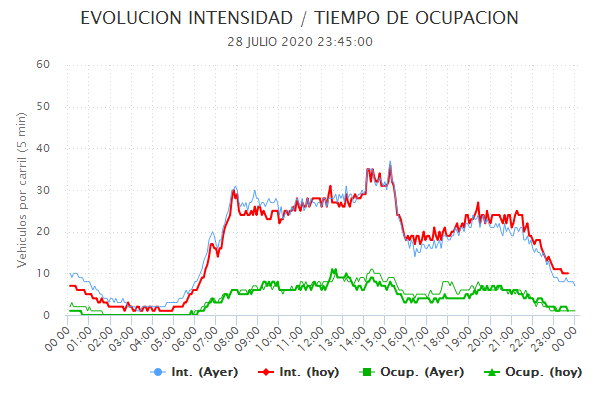 EVOLUCION INTENSIDAD / TIEMPO DE OCUPACION
28 JULIO 2020 23:45:00
Vehiculos por carril (5 min)
60
50
40
30
20
10
0
00:00 01:00 02:00 03:00 04:00 05:00 06:00 07:00 08:00 09:00 10:00 11:00 12:00 13:00 14:00 15:00 16:00 17:00 18:00 19:00 20:00 21:00 22:00 23:00 00:00
Int. (Ayer) Int. (hoy) Ocup. (Ayer) Ocup. (hoy)